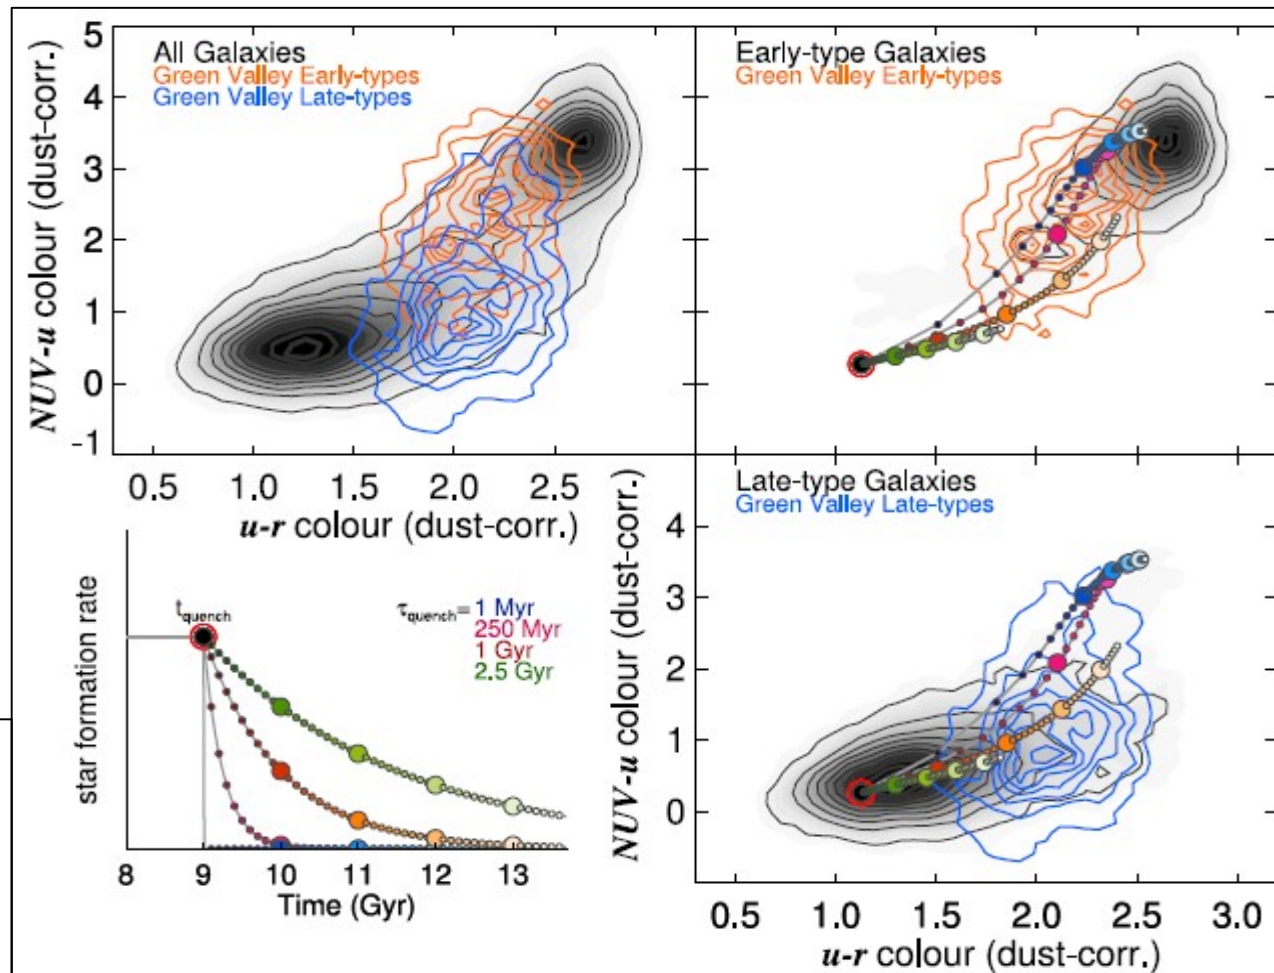 All Galaxies
Green Valley Early-types
Green Valley Late-types
5
4
3
2
1
0
-1
NUV-u colour (dust-corr.)
0.5 1.0 1.5 2.0 2.5
u-r colour (dust-corr.)
Early-type Galaxies
Green Valley Early-types
star formation rate
tquench
τquench= 1 Myr
250 Myr
1 Gyr
2.5 Gyr
8 9 10 11 12 13
Time (Gyr)
Late-type Galaxies
Green Valley Late-types
4
3
2
1
0
NUV-u colour (dust-corr.)
0.5 1.0 1.5 2.0 2.5 3.0
u-r colour (dust-corr.)